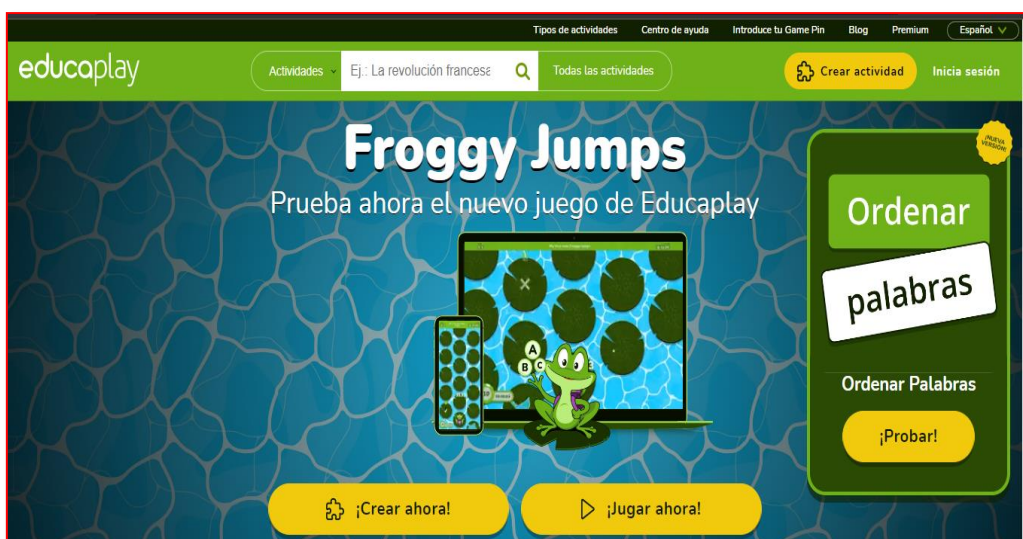 Tipos de actividades Centro de ayuda Introduce tu Game Pin Blog Premium Español
educaplay Actividades Ej.: La revolución francesa Todas las actividades Crear actividad Inicia sesión
Froggy Jumps
Prueba ahora el nuevo juego de Educaplay
¡NUEVA
VERSIÓN!
Ordenar
palabras
Ordenar Palabras
¡Probar!
A
B C
¡Crear ahora! ¡Jugar ahora!